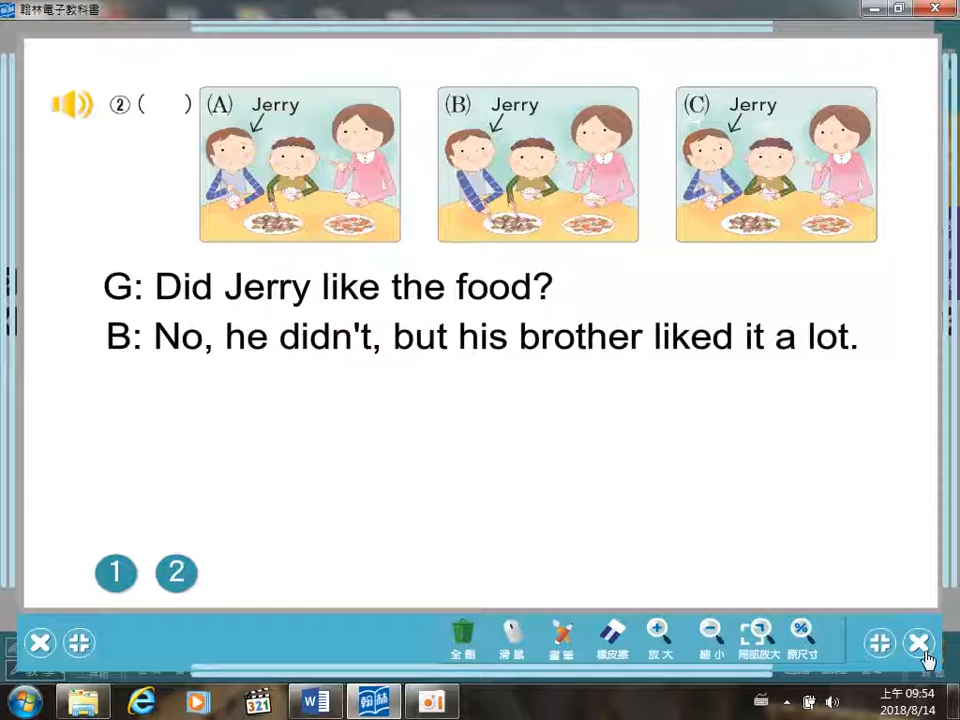 翰林電子教科書
② ( ) (A) Jerry (B) Jerry (C) Jerry
G: Did Jerry like the food?
B: No, he didn't, but his brother liked it a lot.
1 2
全刪 滑鼠 畫筆 橡皮擦 放大 縮小 局部放大 原尺寸
上午 09:54
2018/8/14